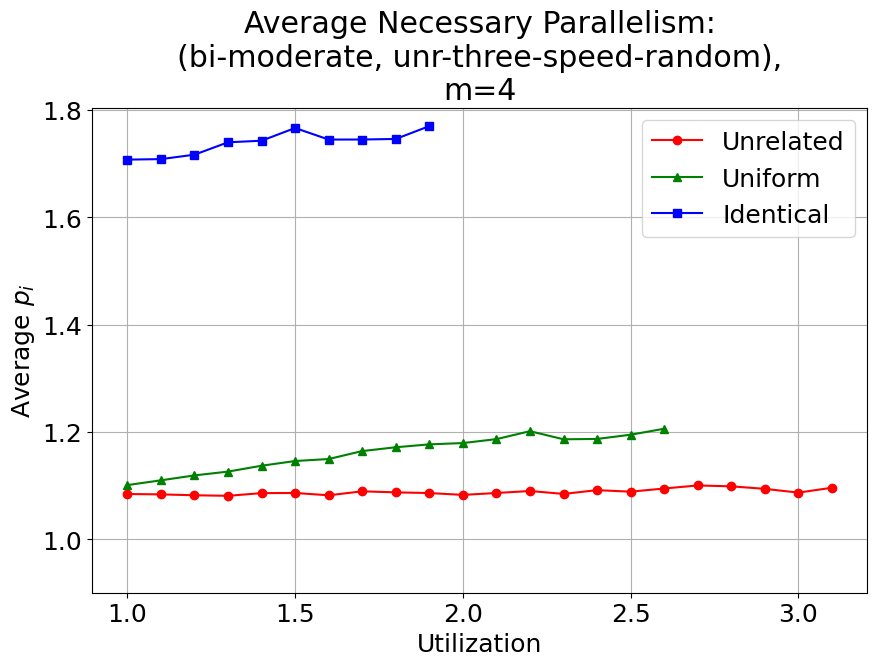 Average Necessary Parallelism:
(bi-moderate, unr-three-speed-random),
m=4
1.8
1.6
1.4
1.2
1.0
Average p_i
Unrelated
Uniform
Identical
1.0 1.5 2.0 2.5 3.0
Utilization